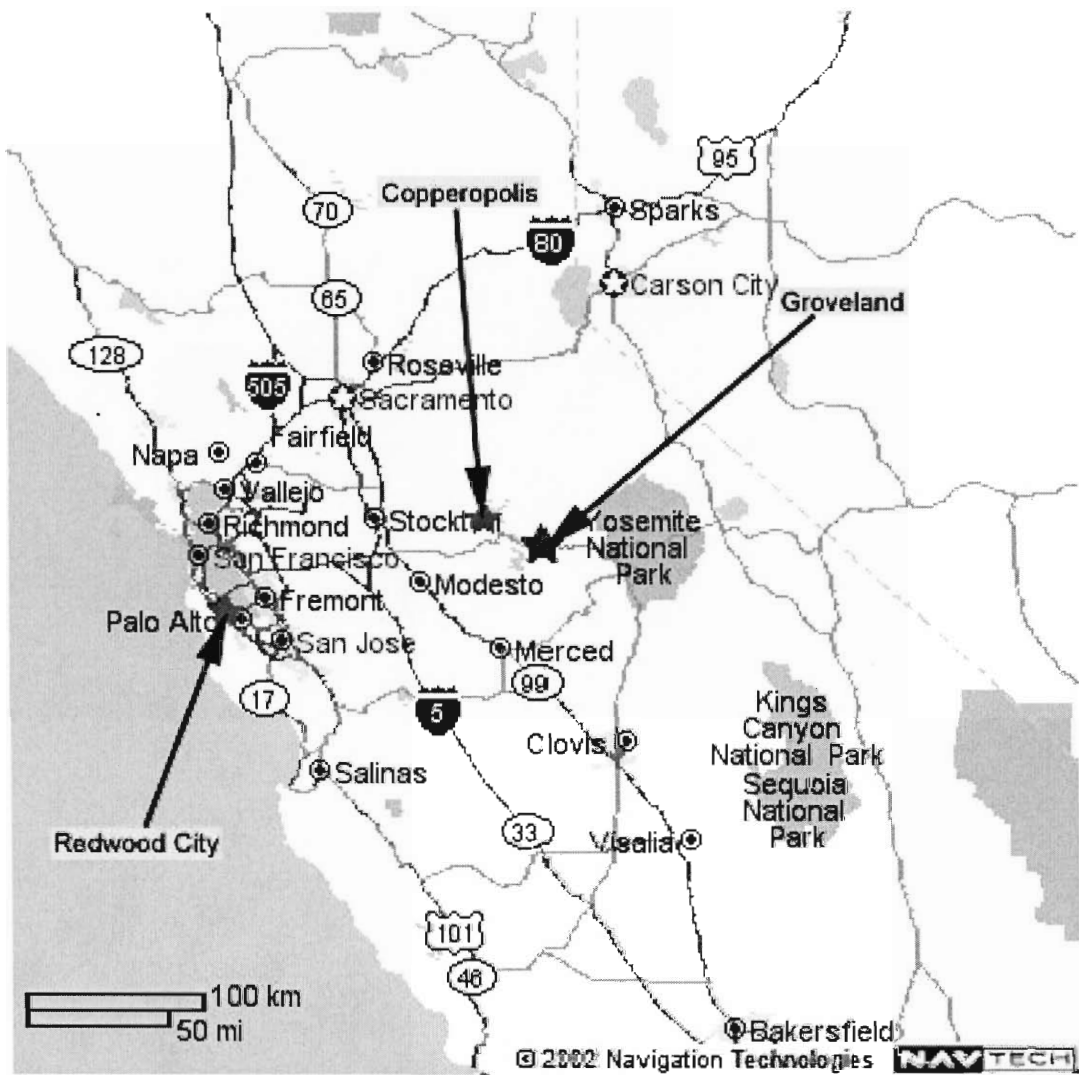 95
Copperopolis
70
Sparks
80
65
Carson City
Groveland
128
Roseville
505
Sacramento
Fairfield
Napa
Vallejo
Stockt
Richmond
Yosemite
National
Park
San Francisco
Modesto
Fremont
Palo Alto
San Jose
Merced
99
17
5
Kings
Canyon
National Park
Sequoia
National
Park
Clovis
Salinas
33
Visalia
Redwood City
101
46
100 km
50 mi
Bakersfield
© 2002 Navigation Technologies
NAVTECH